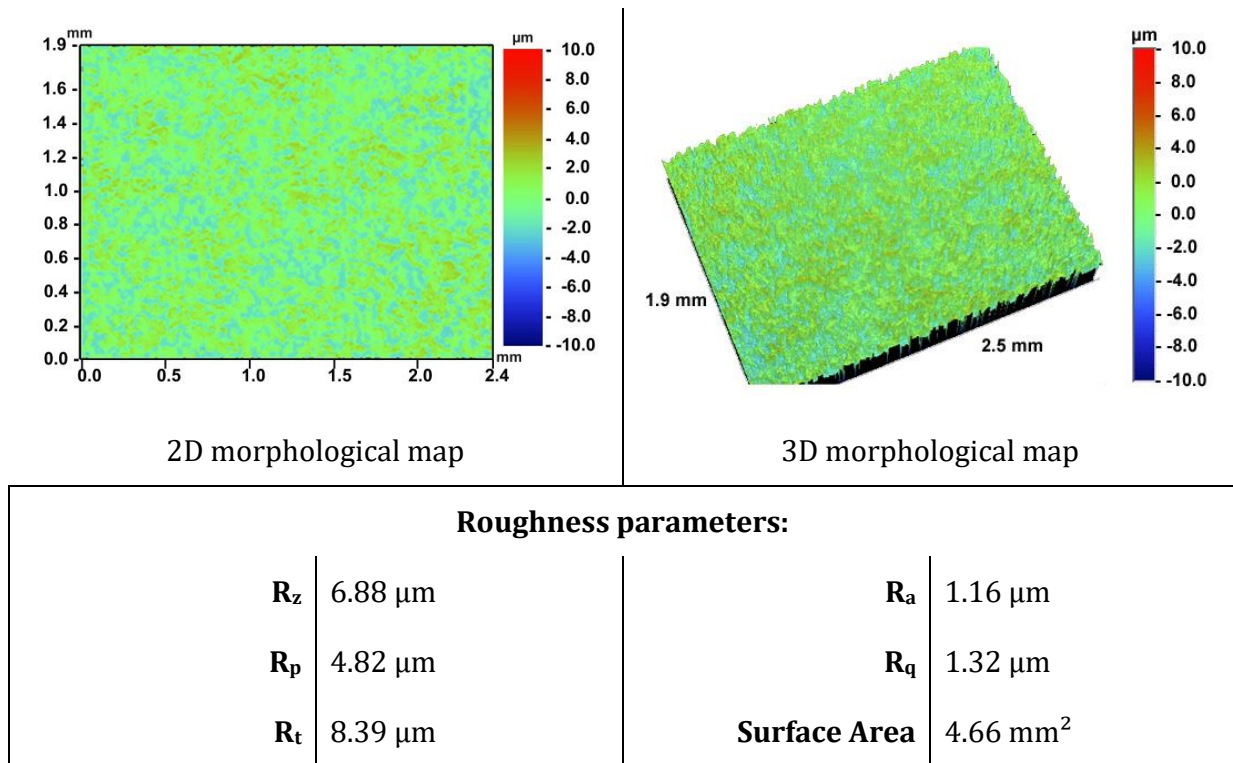 mm
1.9
1.6
1.4
1.2
1.0
0.8
0.6
0.4
0.2
0.0
0.0 0.5 1.0 1.5 2.0 2.4
mm
μm
10.0
8.0
6.0
4.0
2.0
0.0
-2.0
-4.0
-6.0
-8.0
-10.0
2D morphological map
1.9 mm
2.5 mm
μm
10.0
8.0
6.0
4.0
2.0
0.0
-2.0
-4.0
-6.0
-8.0
-10.0
3D morphological map
Roughness parameters:
Rz 6.88 μm Ra 1.16 μm
Rp 4.82 μm Rq 1.32 μm
Rt 8.39 μm Surface Area 4.66 mm²